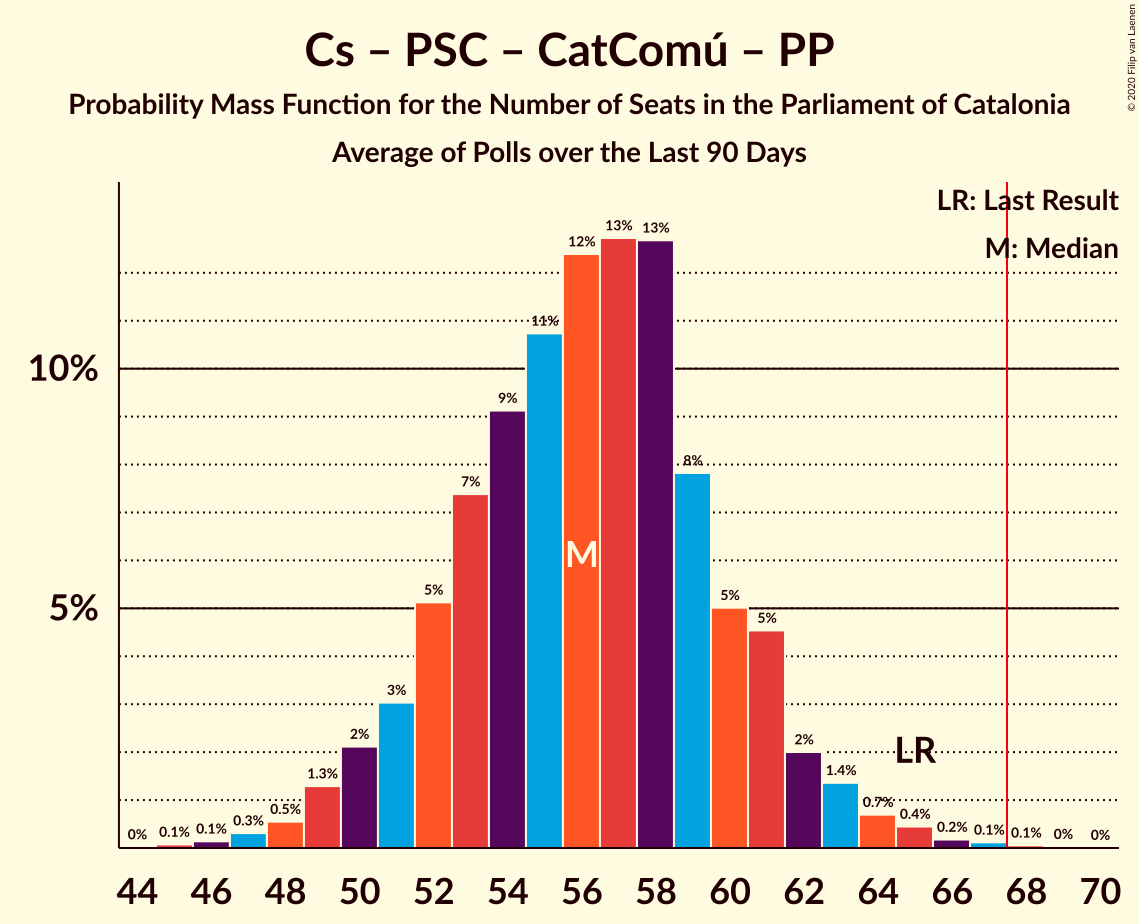 © 2020 Filip van Laenen
Cs – PSC – CatComú – PP
Probability Mass Function for the Number of Seats in the Parliament of Catalonia
Average of Polls over the Last 90 Days
LR: Last Result
M: Median
13% 13%
12%
11%
10%
9%
8%
7%
M
5%
5%
5%
5%
3%
LR
2%
2%
1.4%
1.3%
0.7%
0.5%
0.4%
0% 0.1% 0.1% 0.3% 0.2% 0.1% 0.1% 0% 0%
44 46 48 50 52 54 56 58 60 62 64 66 68 70